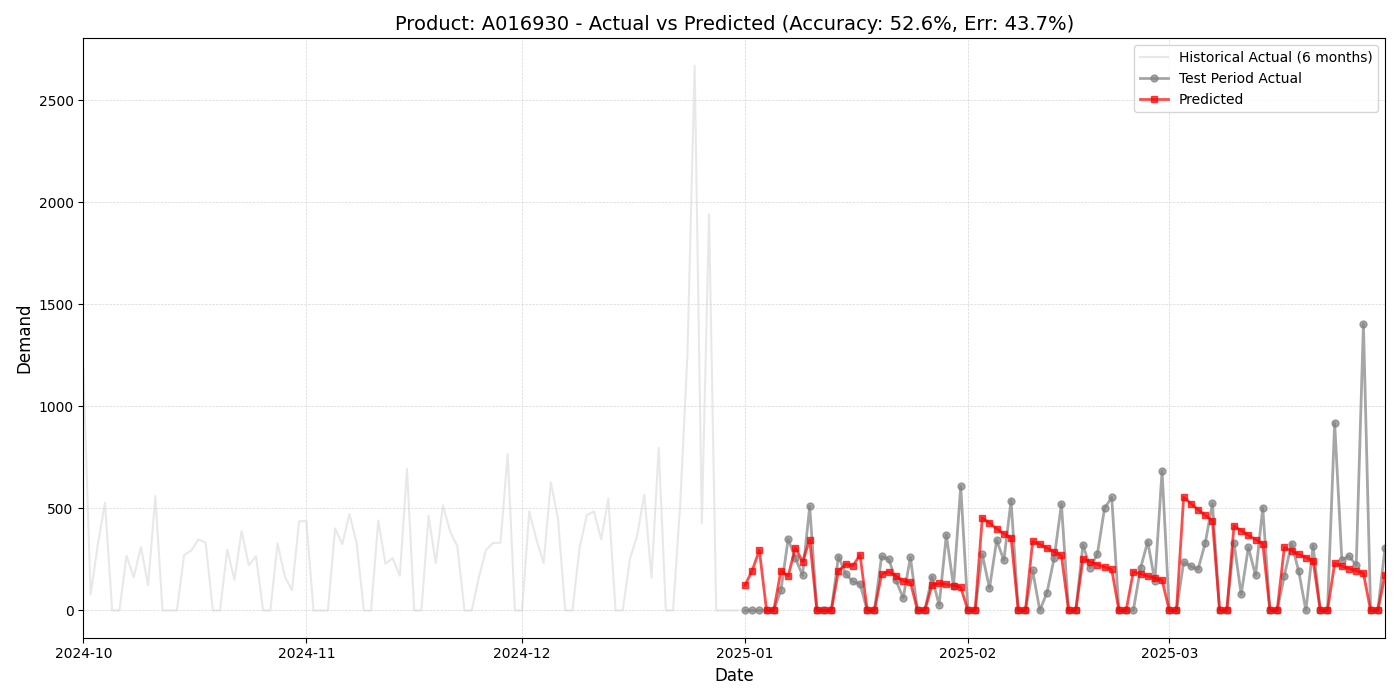 Product: A016930 - Actual vs Predicted (Accuracy: 52.6%, Err: 43.7%)
Historical Actual (6 months)
Test Period Actual
Predicted
Demand
2500
2000
1500
1000
500
0
2024-10
2024-11
2024-12
2025-01
2025-02
2025-03
Date